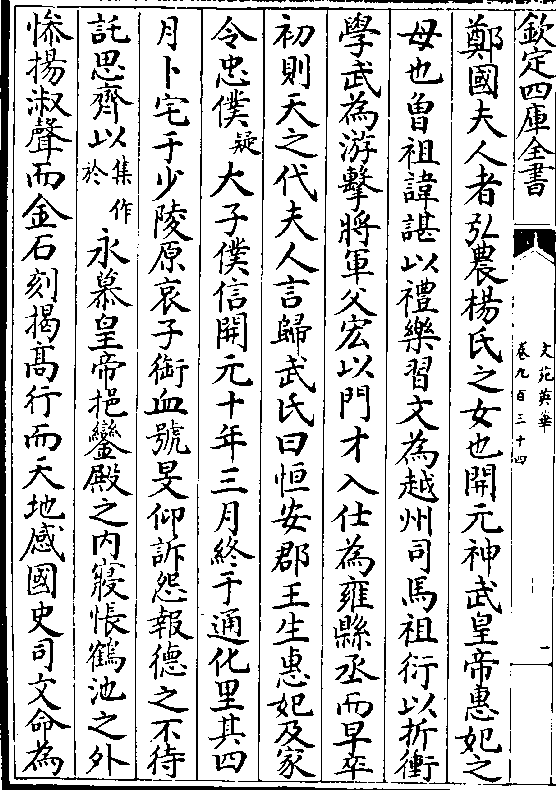 欽定四庫全書
文苑英華
卷九百三十四
一
鄭國夫人者弘農楊氏之女也開元神武皇帝惠妃之
母也曾祖諱諶以禮樂習文為越州司馬祖衍以折衝
學武為游擊將軍父宏以門才入仕為雍縣丞而早卒
初則天之代夫人言歸武氏曰恒安郡王生惠妃及家
令忠僕疑大子僕信開元十年三月終于通化里其四
月卜宅于少陵原哀子銜血號旻仰訴怨報德之不待
託思齊以集作於永慕皇帝挹鑾殿之内寢悵鶴池之外
慘揚淑聲而金石刻揭髙行而天地感國史司文命為